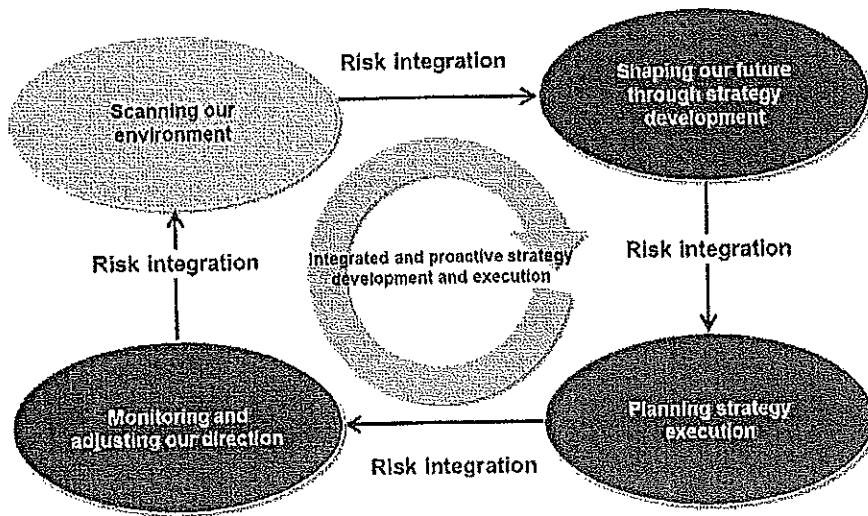 Risk integration
Scanning our
environment
Shaping our future
through strategy
development
Risk integration
Integrated and proactive strategy
development and execution
Risk integration
Monitoring and
adjusting our direction
Planning strategy
execution
Risk integration